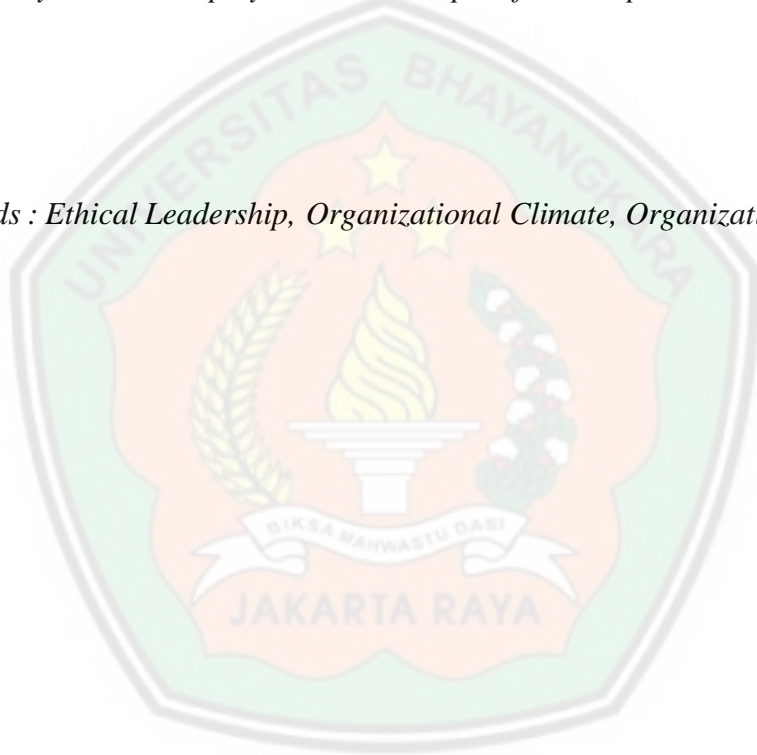 ds : Ethical Leadership, Organizational Climate, Organizati
UNIVERSITAS BHAYANGKARA
BIKSA MAHWASTU DASI
JAKARTA RAYA